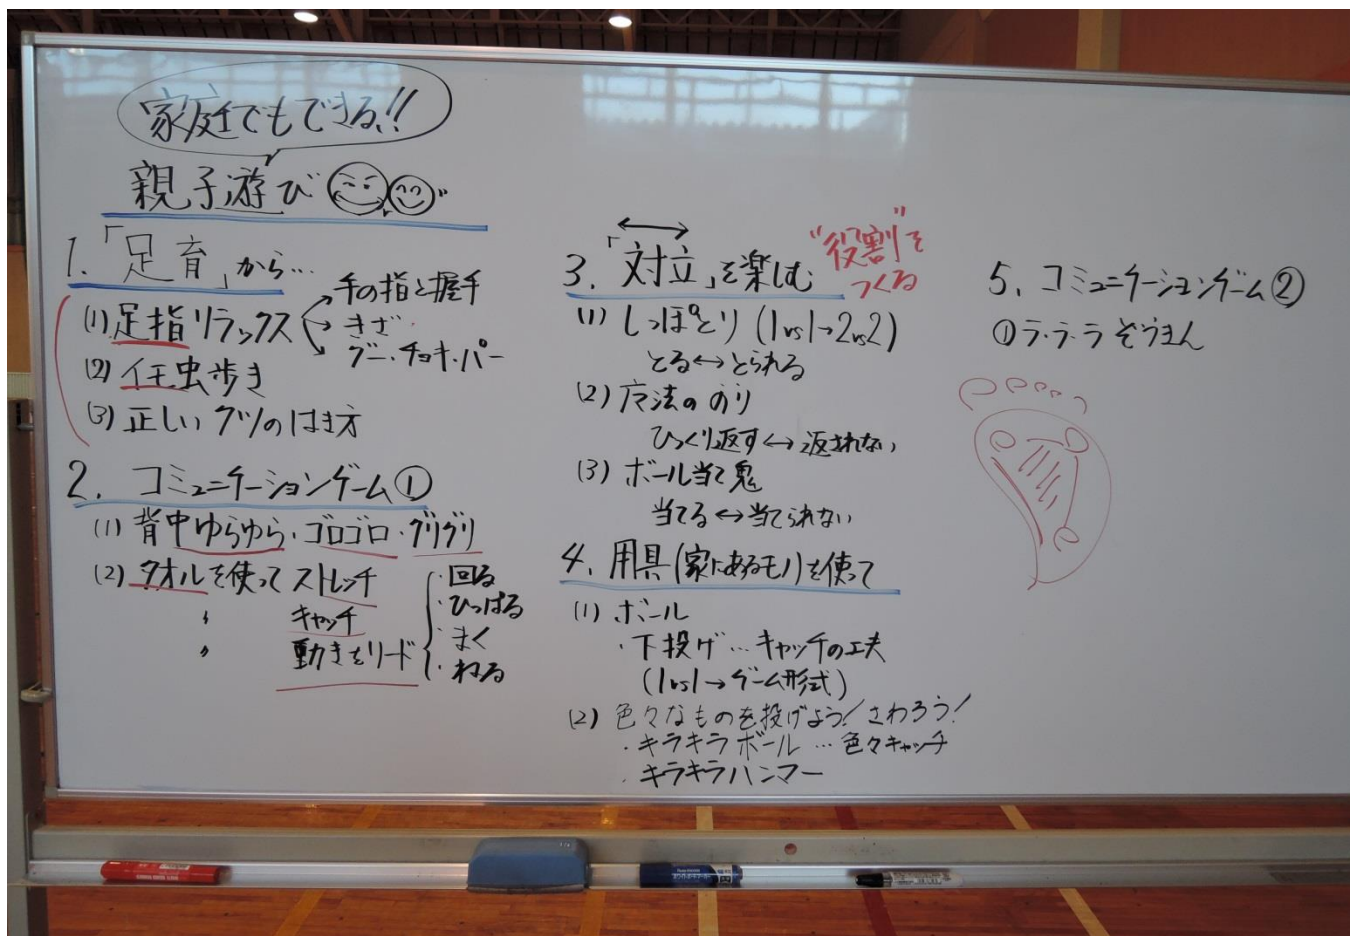 家庭でもできる!!
親子遊び
1.「足育」から…
(1) 足指リラックス
手の指と握手
きざ
グー・チョキ・パー
(2) イモ虫歩き
(3) 正しいクツのはき方
2. コミュニケーションゲーム①
(1) 背中ゆらゆら・ゴロゴロ・グリグリ
(2) タオルを使って ストレッチ
〃 キャッチ
〃 動きをリード
・回る
・ひっぱる
・まく
・ねる
3.「対立」を楽しむ
"役割"を
つくる
(1) しっぽとり (1vs1→2vs2)
とる↔とられる
(2) 魔法の
ひっくり返す↔返されない
(3) ボール当て鬼
当てる↔当てられない
4. 用具(家にあるモノ)を使って
(1) ボール
・下投げ…キャッチの工夫
(1vs1→ゲーム形式)
(2) 色々なものを投げよう!さわろう!
・キラキラボール…色々キャッチ
・キラキラハンマー
5. コミュニケーションゲーム②
① ラ・ラ・ラ ぞうきん